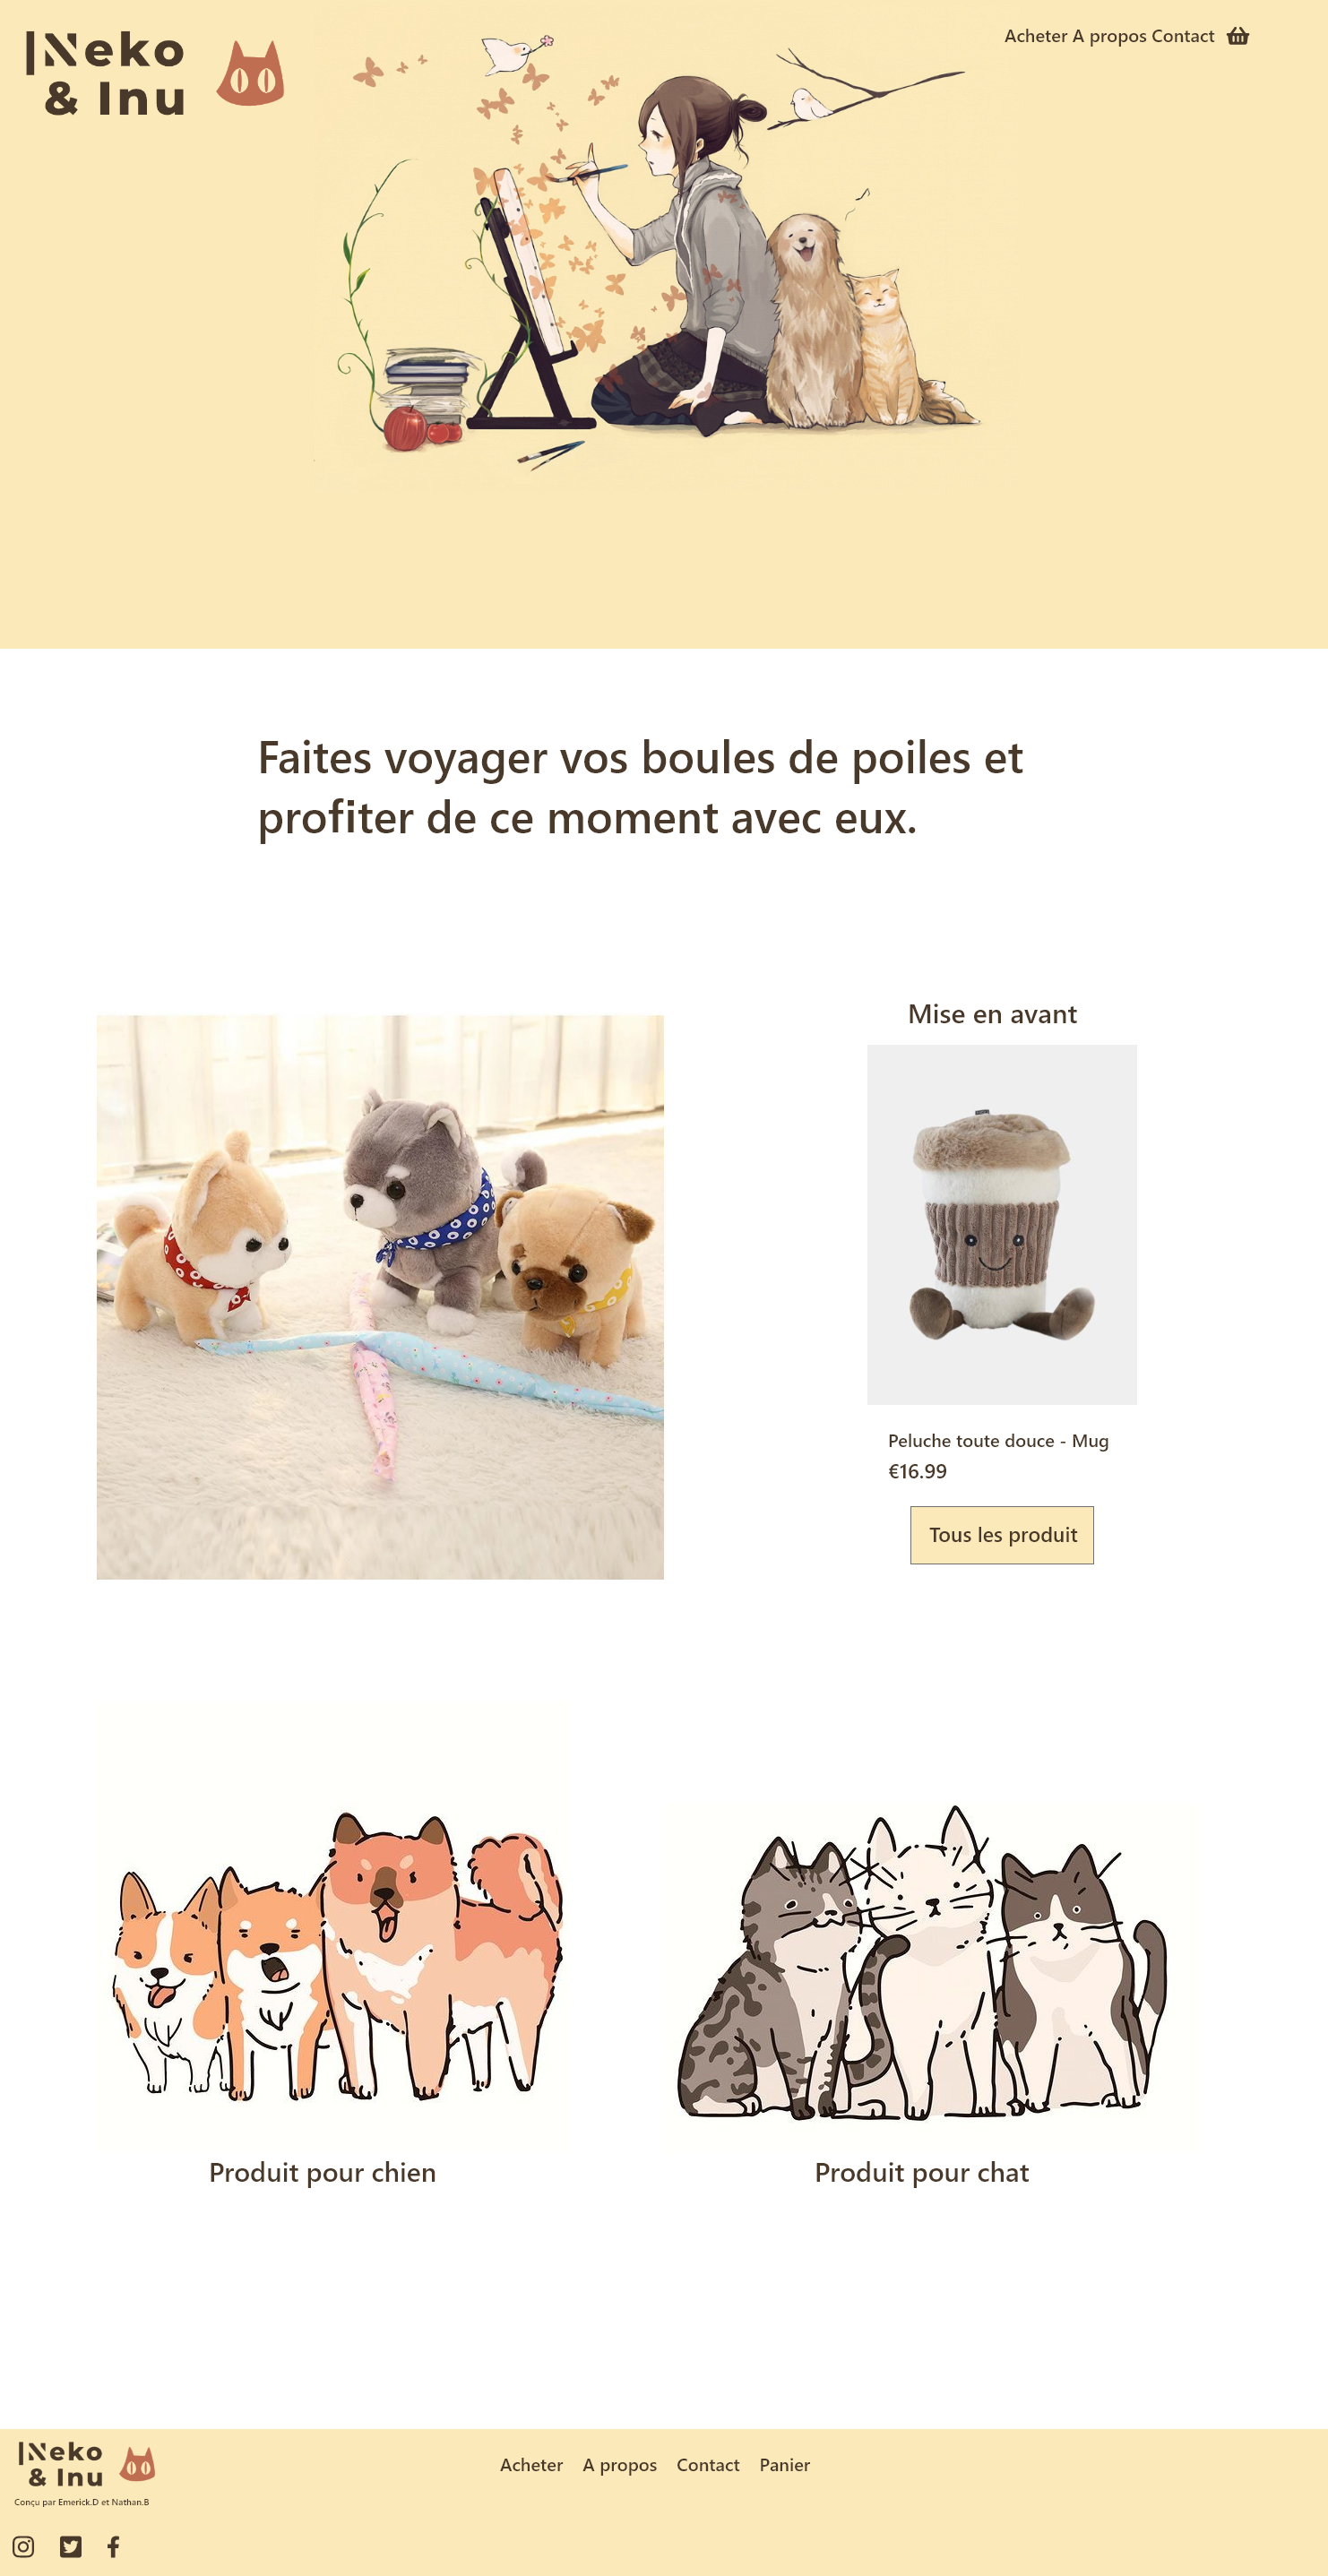 Neko
& Inu
Acheter A propos Contact
Faites voyager vos boules de poiles et
profiter de ce moment avec eux.
Mise en avant
Peluche toute douce - Mug
€16.99
Tous les produit
Produit pour chien
Produit pour chat
Neko
& Inu
Conçu par Emerick.D et Nathan.B
Acheter A propos Contact Panier